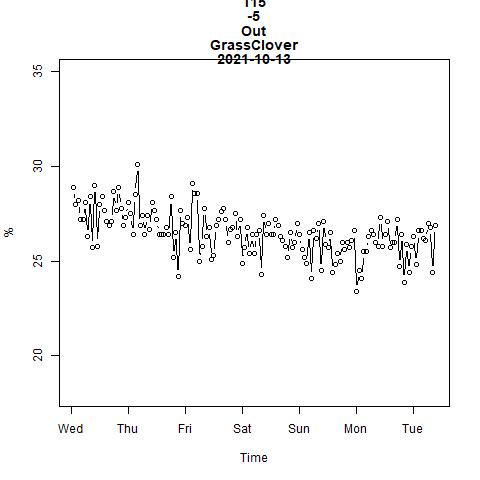 T15
-5
Out
GrassClover
2021-10-13
35
30
25
20
%
Wed Thu Fri Sat Sun Mon Tue
Time